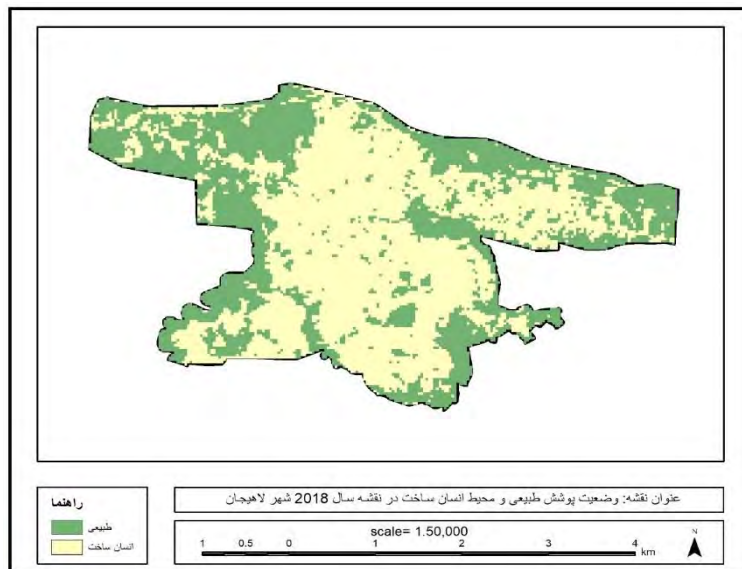 راهنما
طبیعی
انسان ساخت
عنوان نقشه: وضعیت پوشش طبیعی و محیط انسان ساخت در نقشه سال 2018 شهر لاهیجان
scale= 1.50,000
1 0.5 0 1 2 3 4
km
N